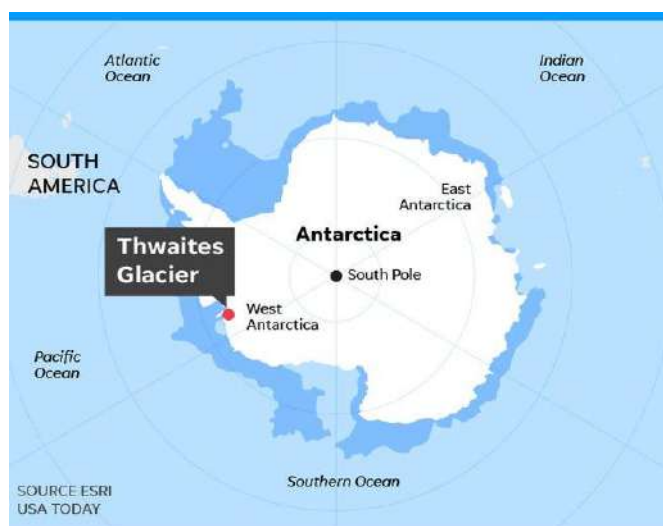 Atlantic
Ocean
Indian
Ocean
SOUTH
AMERICA
East
Antarctica
Antarctica
Thwaites
Glacier
South Pole
West
Antarctica
Pacific
Ocean
Southern Ocean
SOURCE ESRI
USA TODAY